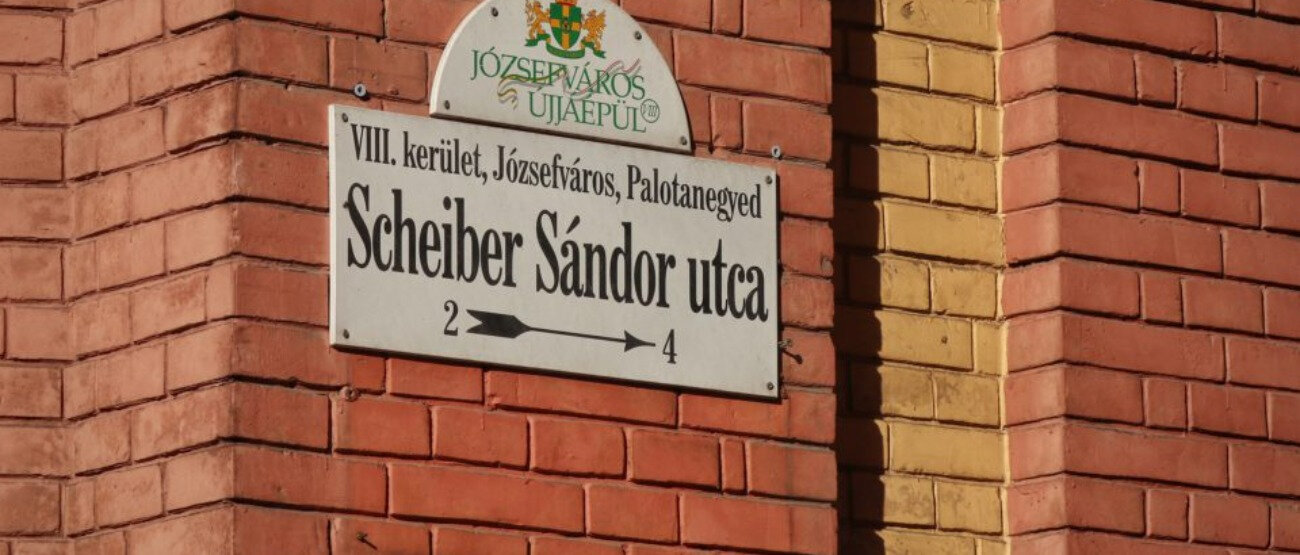 JÓZSEFVÁROS
ÚJJÁÉPÜL
VIII. kerület, Józsefváros, Palotanegyed
Scheiber Sándor utca
2 4